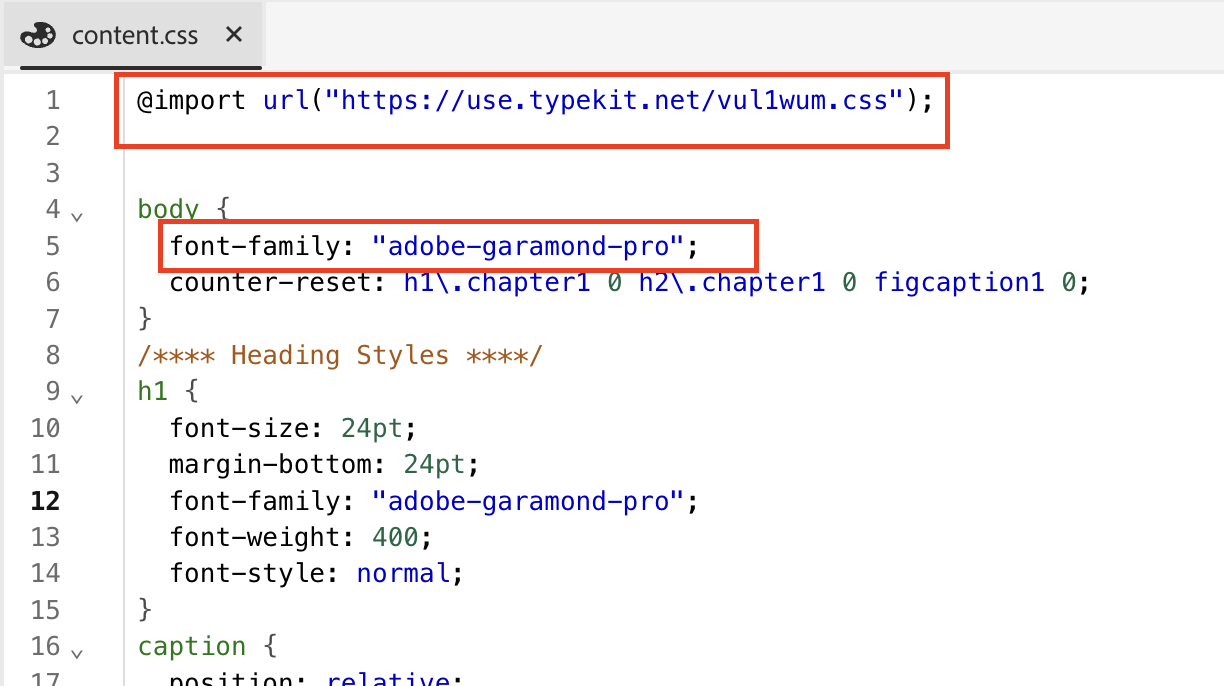 content.css ✕
1 @import url("https://use.typekit.net/vul1wum.css");
2
3
4 body {
5 font-family: "adobe-garamond-pro";
6 counter-reset: h1\.chapter1 0 h2\.chapter1 0 figcaption1 0;
7 }
8 /**** Heading Styles ****/
9 h1 {
10 font-size: 24pt;
11 margin-bottom: 24pt;
12 font-family: "adobe-garamond-pro";
13 font-weight: 400;
14 font-style: normal;
15 }
16 caption {
17 position: relative;